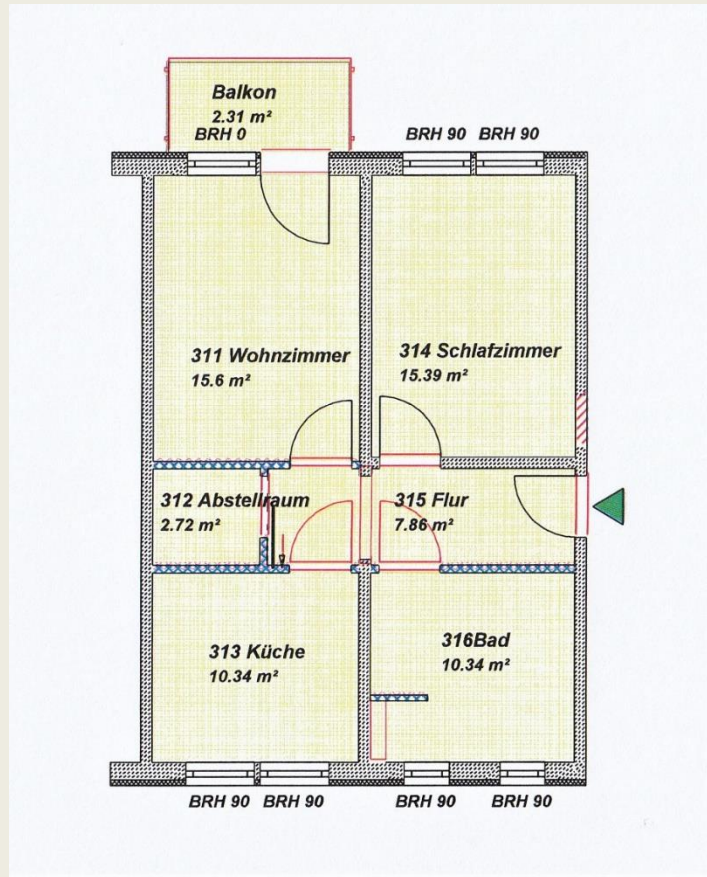 Balkon
2.31 m²
BRH 0
BRH 90 BRH 90
311 Wohnzimmer
15.6 m²
314 Schlafzimmer
15.39 m²
312 Abstellraum
2.72 m²
315 Flur
7.86 m²
313 Küche
10.34 m²
316Bad
10.34 m²
BRH 90 BRH 90 BRH 90 BRH 90